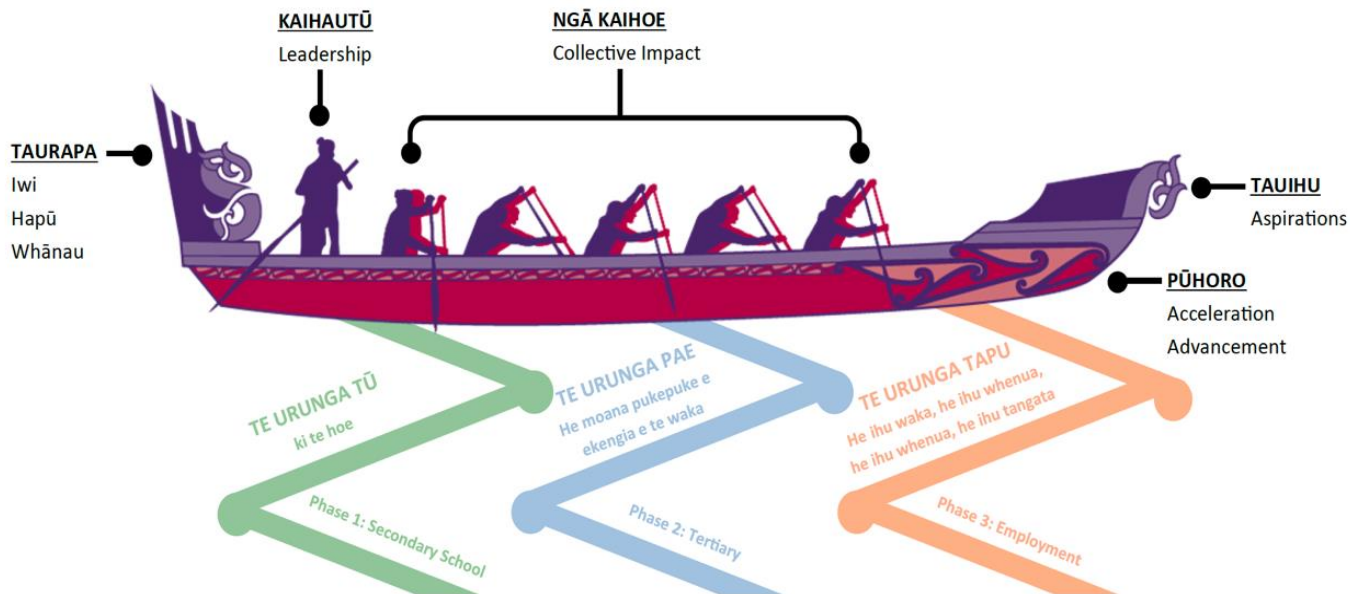 KAIHAUTŪ
Leadership
NGĀ KAIHOE
Collective Impact
TAURAPA
Iwi
Hapū
Whānau
TAUIHU
Aspirations
PŪHORO
Acceleration
Advancement
TE URUNGA TŪ
ki te hoe
Phase 1: Secondary School
TE URUNGA PAE
He moana pukepuke e
ekengia e te waka
Phase 2: Tertiary
TE URUNGA TAPU
He ihu waka, he ihu whenua,
he ihu whenua, he ihu tangata
Phase 3: Employment